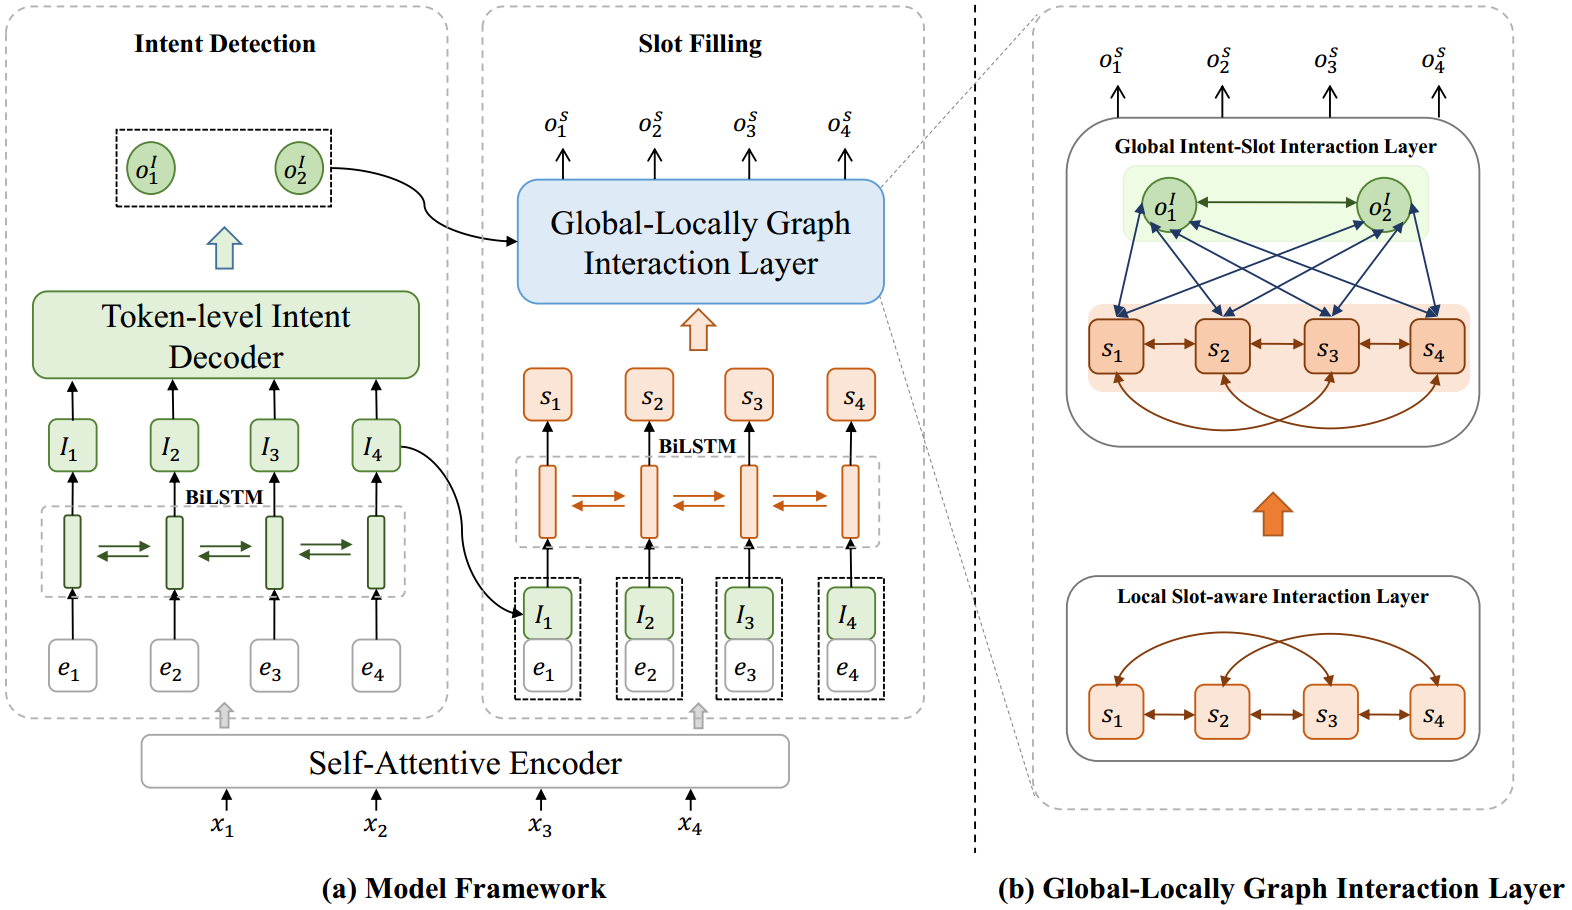 Intent Detection
o_1^I o_2^I
Token-level Intent
Decoder
I_1 I_2 I_3 I_4
BiLSTM
e_1 e_2 e_3 e_4
Slot Filling
o_1^S o_2^S o_3^S o_4^S
Global-Locally Graph
Interaction Layer
s_1 s_2 s_3 s_4
BiLSTM
I_1 I_2 I_3 I_4
e_1 e_2 e_3 e_4
Self-Attentive Encoder
x_1 x_2 x_3 x_4
(a) Model Framework
o_1^S o_2^S o_3^S o_4^S
Global Intent-Slot Interaction Layer
o_1^I o_2^I
s_1 s_2 s_3 s_4
Local Slot-aware Interaction Layer
s_1 s_2 s_3 s_4
(b) Global-Locally Graph Interaction Layer